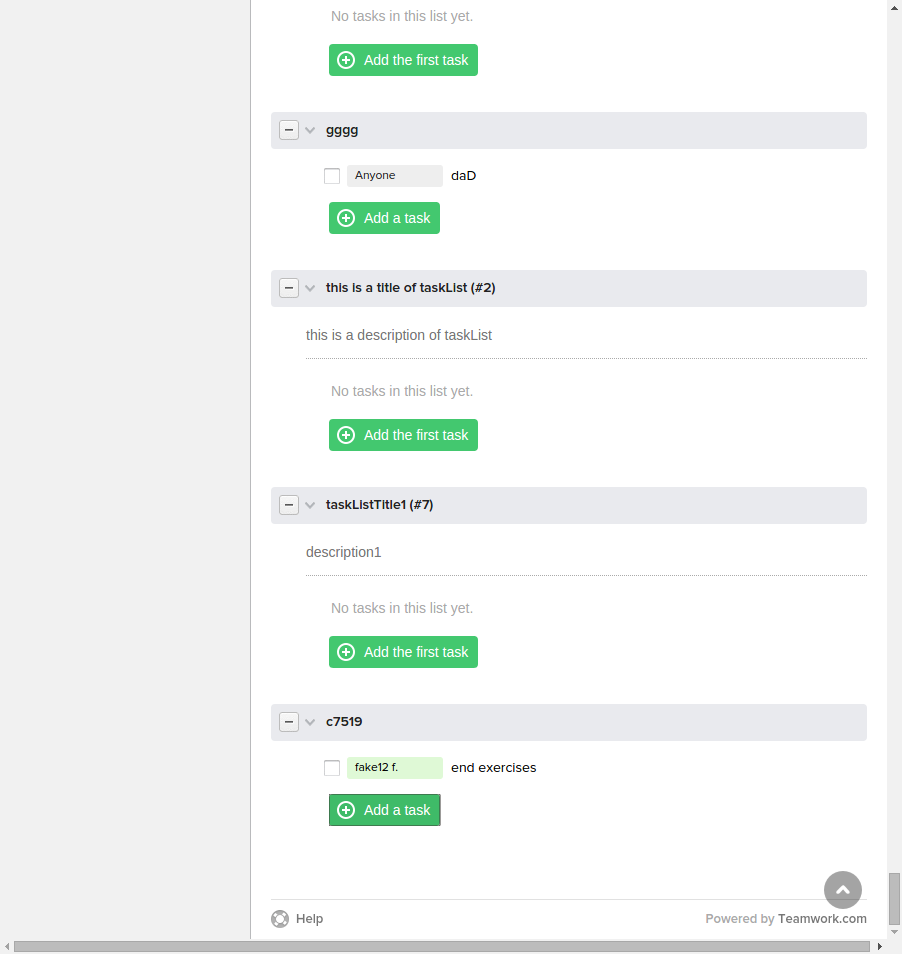 No tasks in this list yet.
Add the first task
gggg
Anyone daD
Add a task
this is a title of taskList (#2)
this is a description of taskList
No tasks in this list yet.
Add the first task
taskListTitle1 (#7)
description1
No tasks in this list yet.
Add the first task
c7519
fake12 f. end exercises
Add a task
Help Powered by Teamwork.com